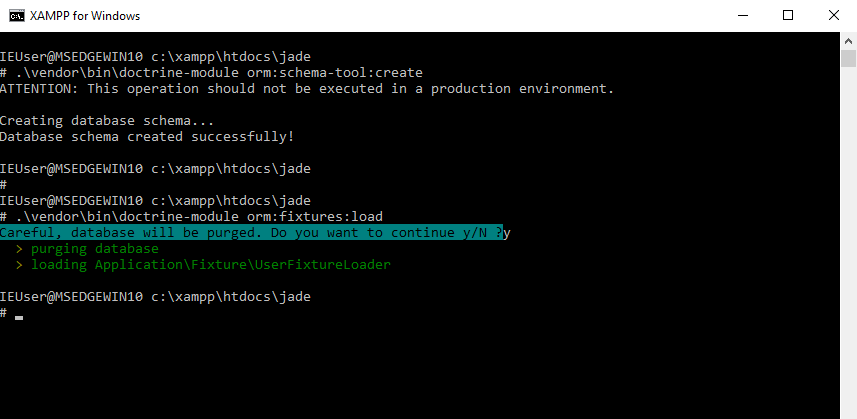 XAMPP for Windows
IEUser@MSEDGEWIN10 c:\xampp\htdocs\jade
# .\vendor\bin\doctrine-module orm:schema-tool:create
ATTENTION: This operation should not be executed in a production environment.
Creating database schema...
Database schema created successfully!
IEUser@MSEDGEWIN10 c:\xampp\htdocs\jade
#
IEUser@MSEDGEWIN10 c:\xampp\htdocs\jade
# .\vendor\bin\doctrine-module orm:fixtures:load
Careful, database will be purged. Do you want to continue y/N ?y
> purging database
> loading Application\Fixture\UserFixtureLoader
IEUser@MSEDGEWIN10 c:\xampp\htdocs\jade
#